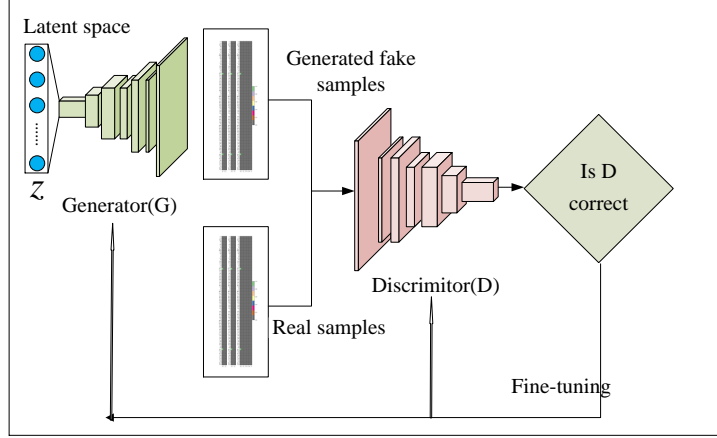 Latent space
Generated fake
samples
......
z
Generator(G)
Is D
correct
Discrimitor(D)
Real samples
Fine-tuning